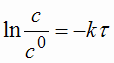 ln c/c⁰ = −kτ